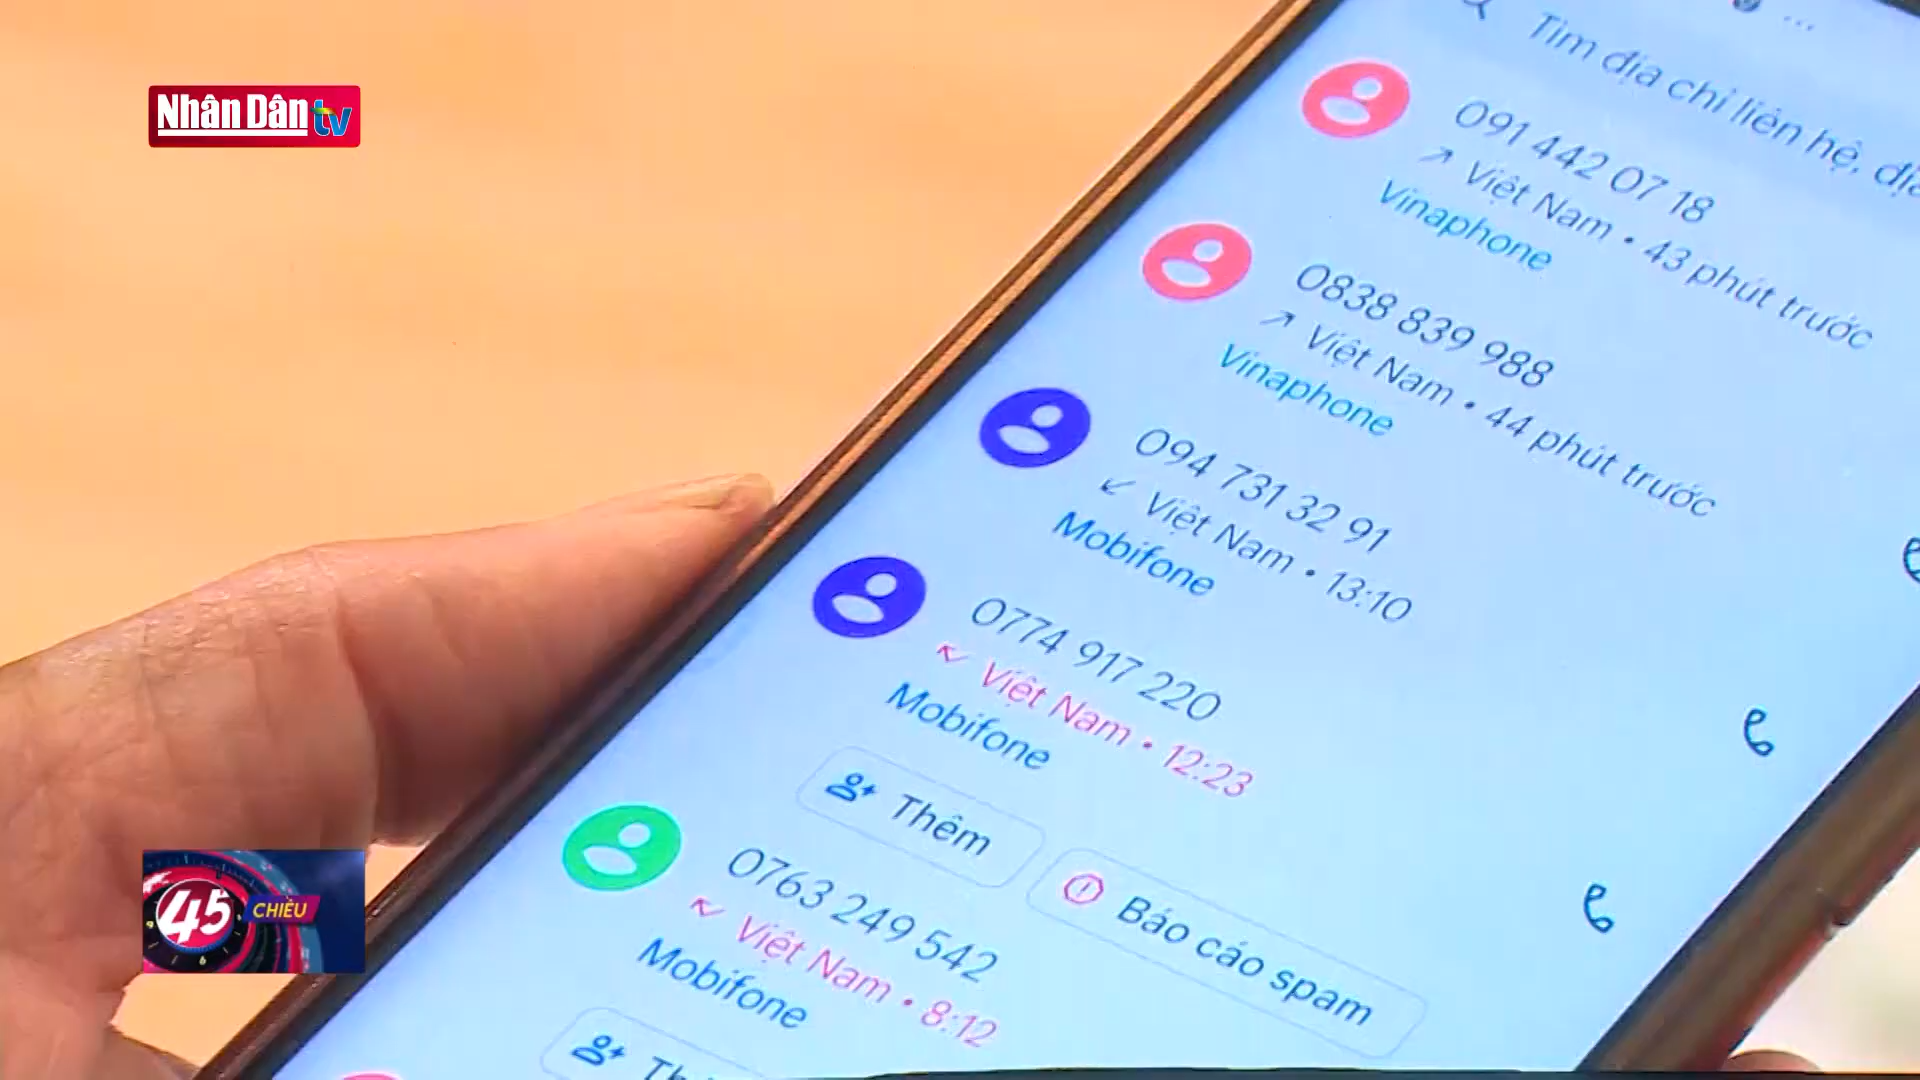 Nhân Dân tv
Tìm địa chỉ liên hệ, địa
091 442 07 18
Việt Nam • 43 phút trước
Vinaphone
0838 839 988
Việt Nam • 44 phút trước
Vinaphone
094 731 32 91
Việt Nam • 13:10
Mobifone
0774 917 220
Việt Nam • 12:23
Mobifone
Thêm
Báo cáo spam
0763 249 542
Việt Nam • 8:12
Mobifone
45 CHIỀU